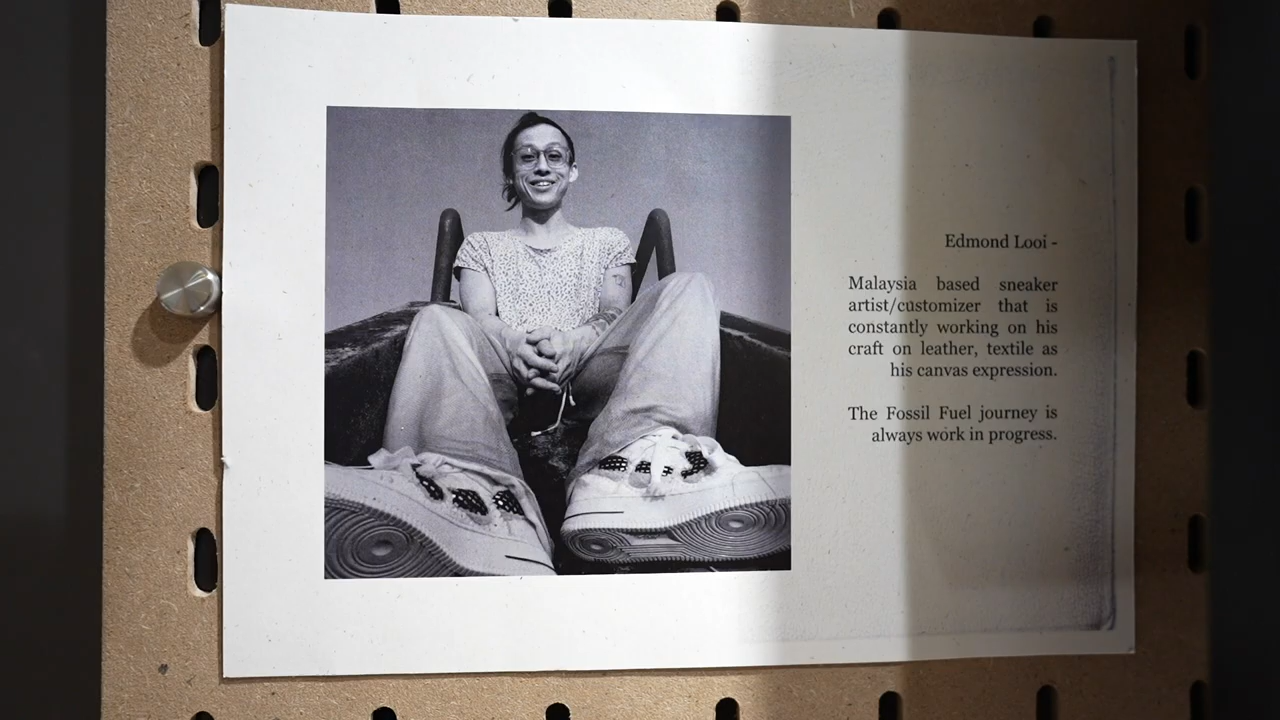 Edmond Looi -
Malaysia based sneaker
artist/customizer that is
constantly working on his
craft on leather, textile as
his canvas expression.
The Fossil Fuel journey is
always work in progress.